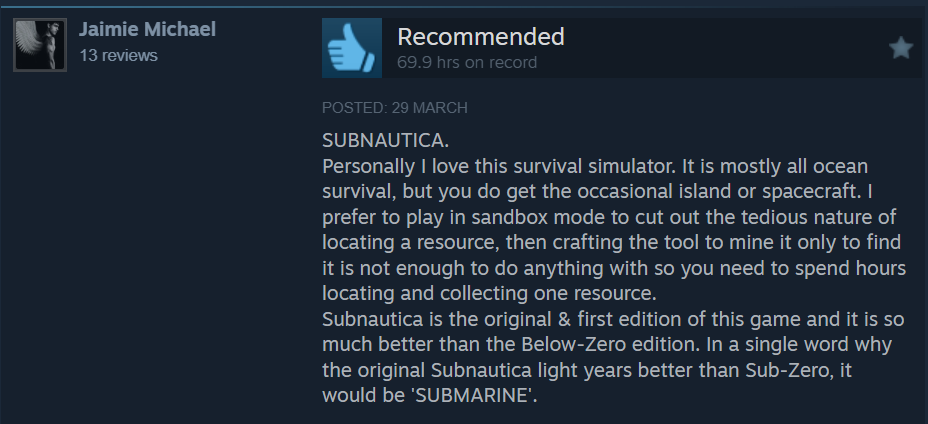 Jaimie Michael
13 reviews
Recommended
69.9 hrs on record
POSTED: 29 MARCH
SUBNAUTICA.
Personally I love this survival simulator. It is mostly all ocean
survival, but you do get the occasional island or spacecraft. I
prefer to play in sandbox mode to cut out the tedious nature of
locating a resource, then crafting the tool to mine it only to find
it is not enough to do anything with so you need to spend hours
locating and collecting one resource.
Subnautica is the original & first edition of this game and it is so
much better than the Below-Zero edition. In a single word why
the original Subnautica light years better than Sub-Zero, it
would be 'SUBMARINE'.